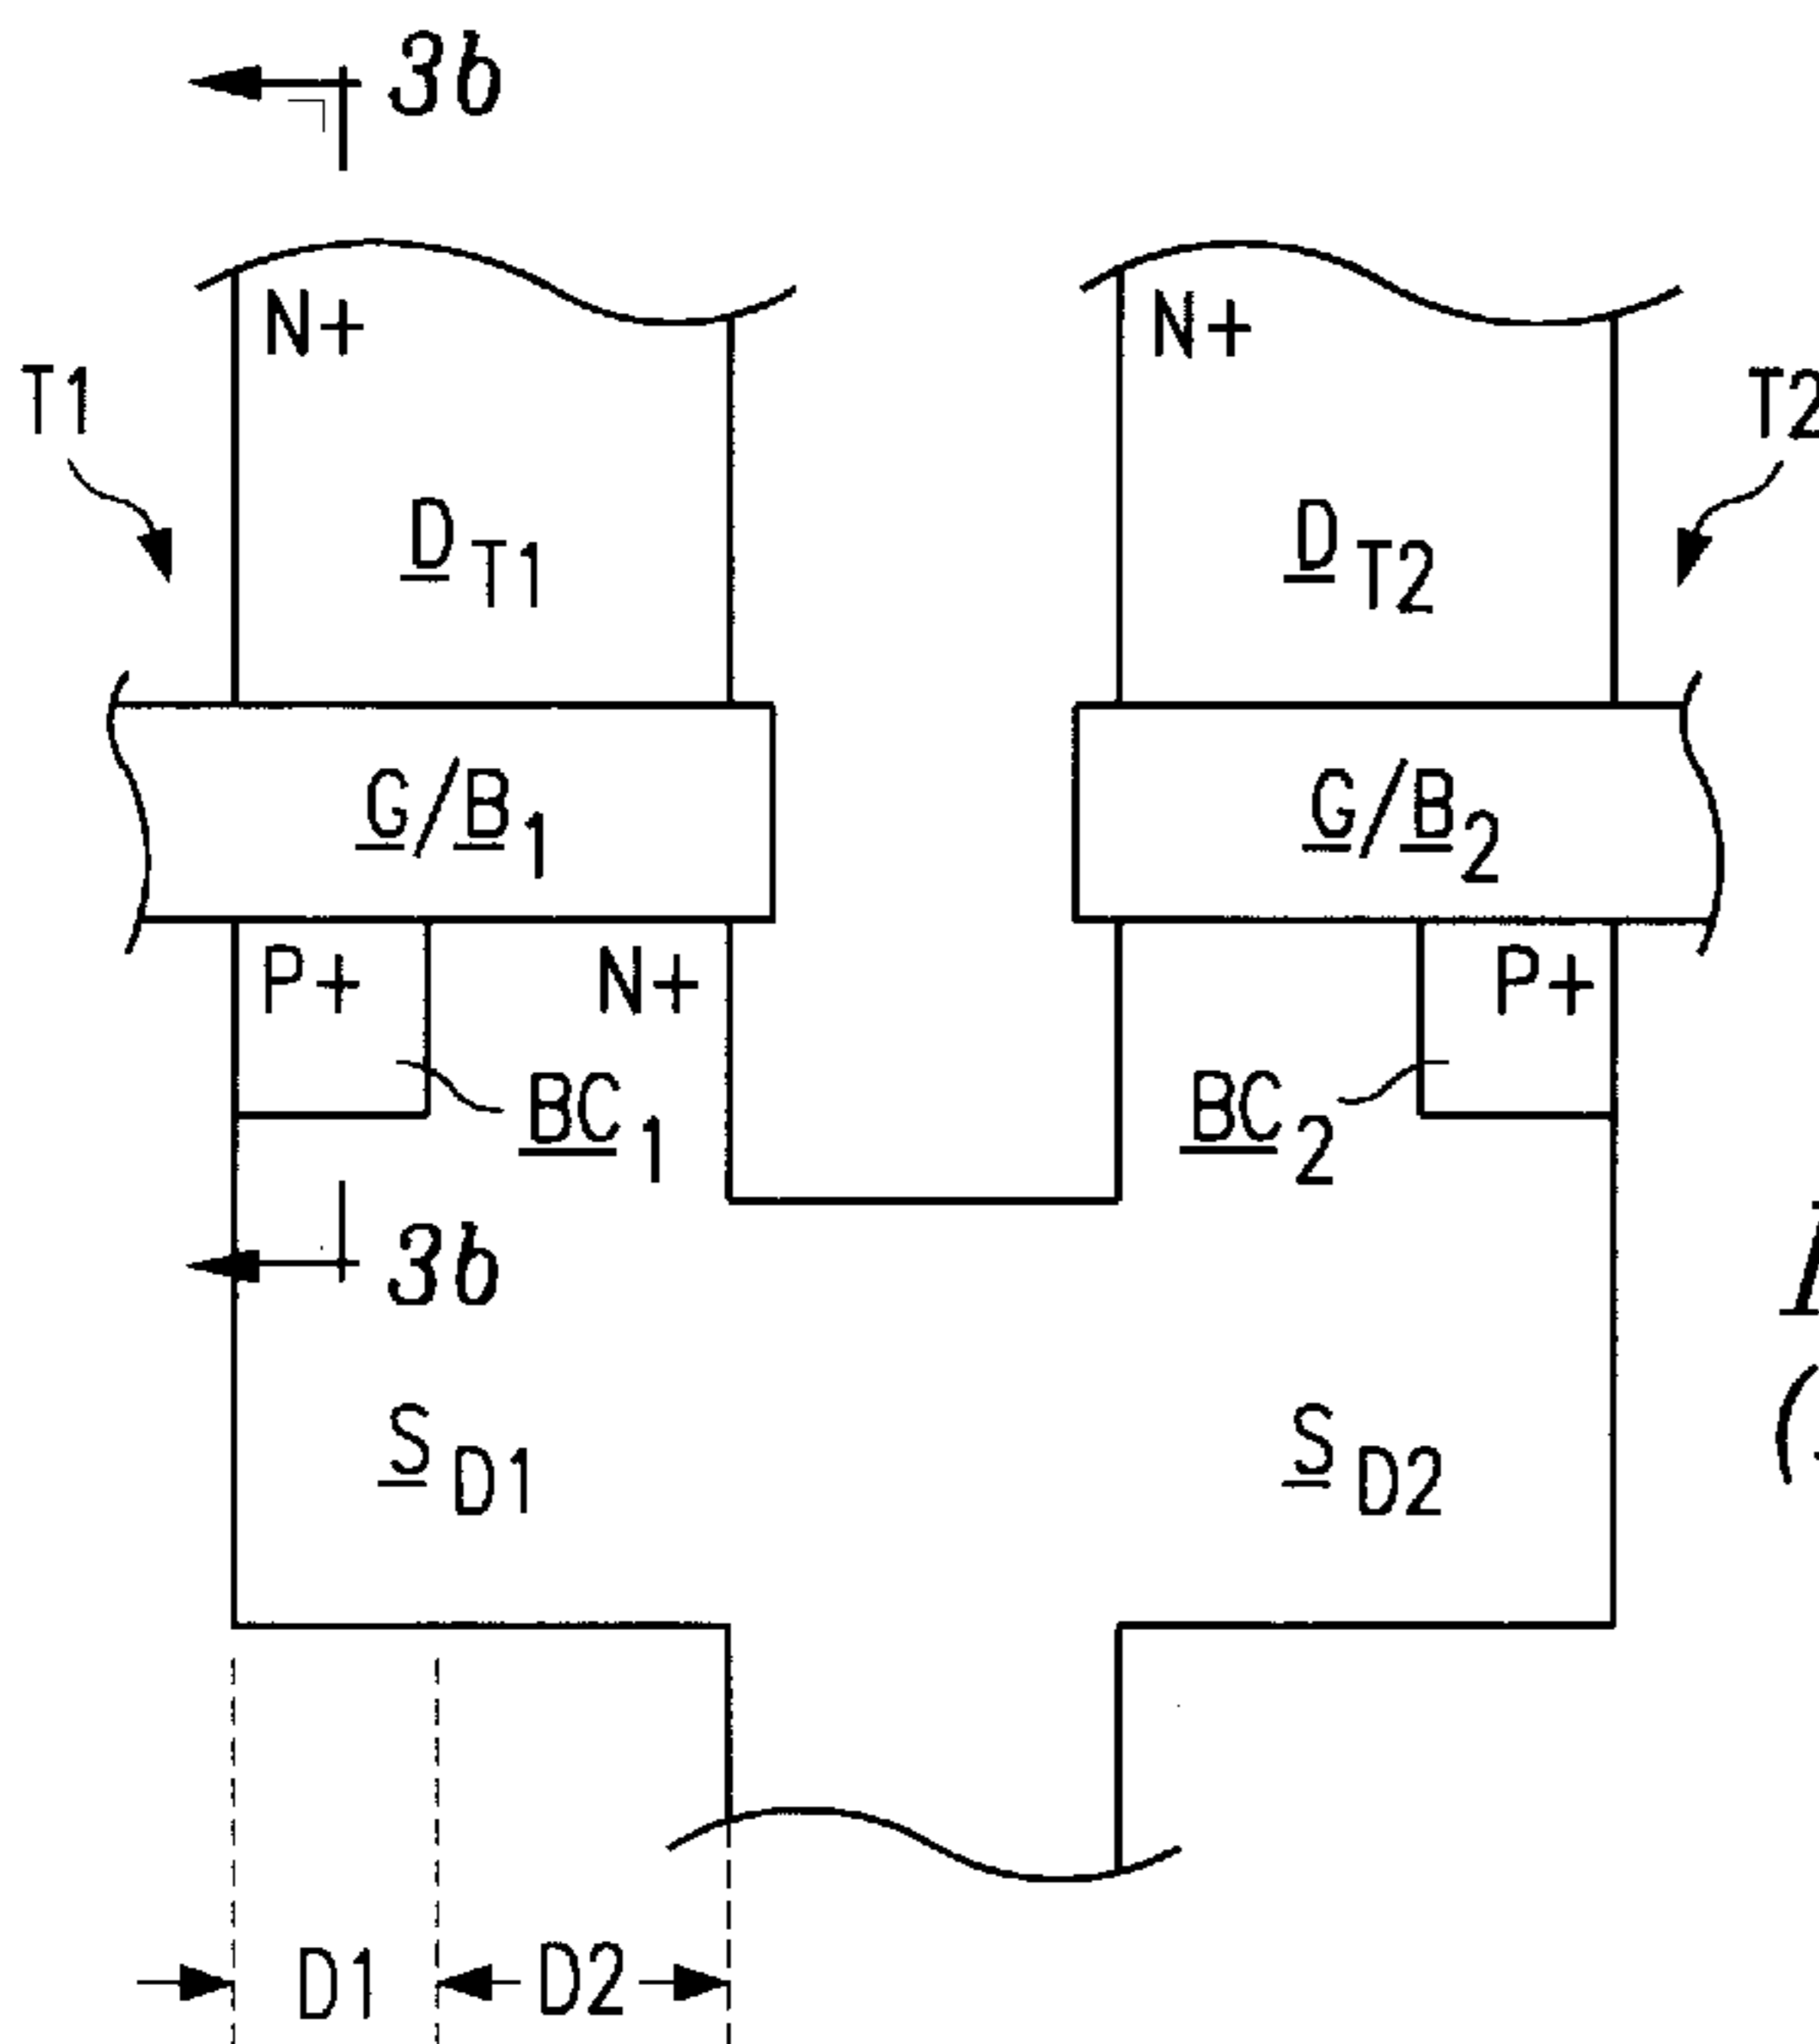 3b
N+ N+
T1 T2
D T1 D T2
G/B 1 G/B 2
P+ N+ P+
BC 1 BC 2
3b
S D1 S D2
D1 D2